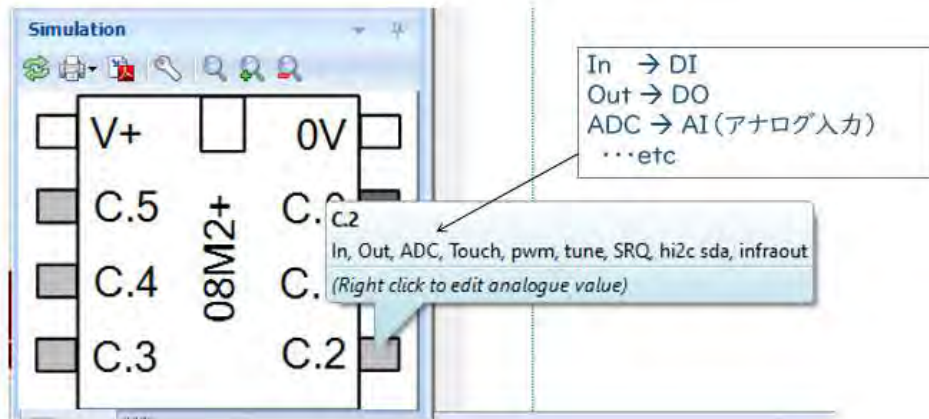 Simulation
In → DI
Out → DO
ADC → AI(アナログ入力)
・・・etc
V+
0V
C.5
C.4
C.3
08M2+
C.
C.
C.2
C.2
In, Out, ADC, Touch, pwm, tune, SRQ, hi2c sda, infraout
(Right click to edit analogue value)